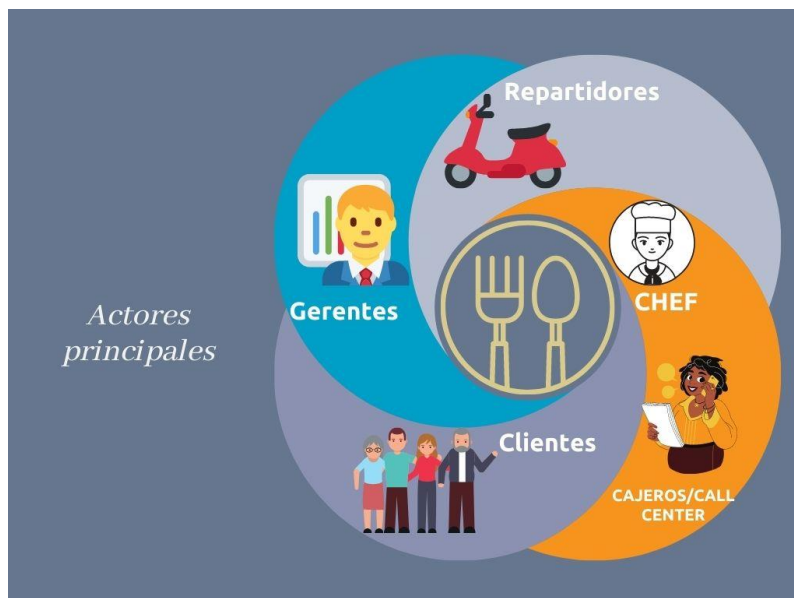 Actores
principales
Repartidores
Gerentes
CHEF
Clientes
CAJEROS/CALL
CENTER